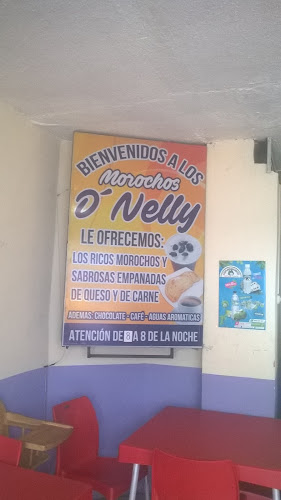 BIENVENIDOS A LOS
Morochos
D´ Nelly
LE OFRECEMOS:
LOS RICOS MOROCHOS Y
SABROSAS EMPANADAS
DE QUESO Y DE CARNE
ADEMAS: CHOCOLATE - CAFÉ - AGUAS AROMATICAS
ATENCIÓN DE 8 A 8 DE LA NOCHE